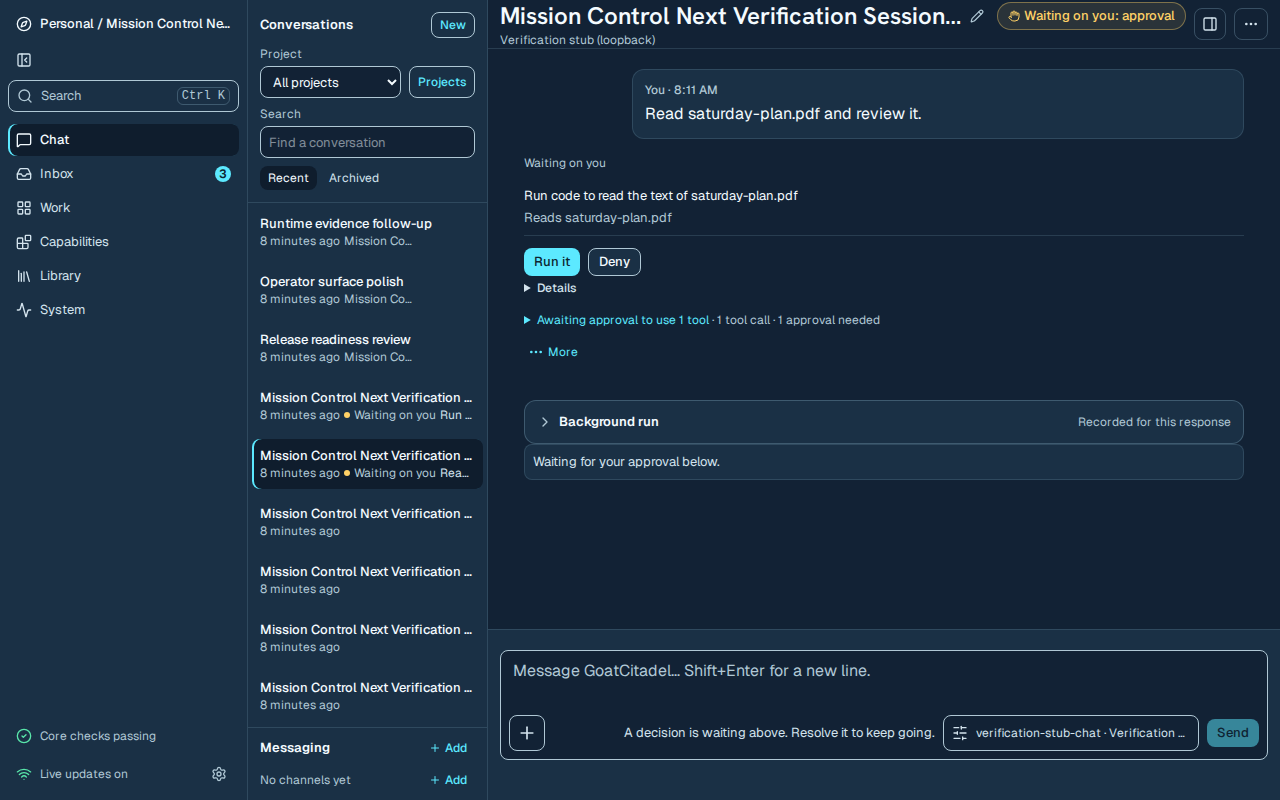 Personal / Mission Control Ne…
Search
Ctrl K
Chat
Inbox
3
Work
Capabilities
Library
System
Core checks passing
Live updates on
Conversations
New
Project
All projects
Projects
Search
Find a conversation
Recent
Archived
Runtime evidence follow-up
8 minutes ago Mission Co…
Operator surface polish
8 minutes ago Mission Co…
Release readiness review
8 minutes ago Mission Co…
Mission Control Next Verification …
8 minutes ago Waiting on you Run …
Mission Control Next Verification …
8 minutes ago Waiting on you Rea…
Mission Control Next Verification …
8 minutes ago
Mission Control Next Verification …
8 minutes ago
Mission Control Next Verification …
8 minutes ago
Mission Control Next Verification …
8 minutes ago
Messaging
+ Add
No channels yet
+ Add
Mission Control Next Verification Session…
Waiting on you: approval
Verification stub (loopback)
You · 8:11 AM
Read saturday-plan.pdf and review it.
Waiting on you
Run code to read the text of saturday-plan.pdf
Reads saturday-plan.pdf
Run it
Deny
Details
Awaiting approval to use 1 tool · 1 tool call · 1 approval needed
More
Background run
Recorded for this response
Waiting for your approval below.
Message GoatCitadel… Shift+Enter for a new line.
A decision is waiting above. Resolve it to keep going.
verification-stub-chat · Verification …
Send